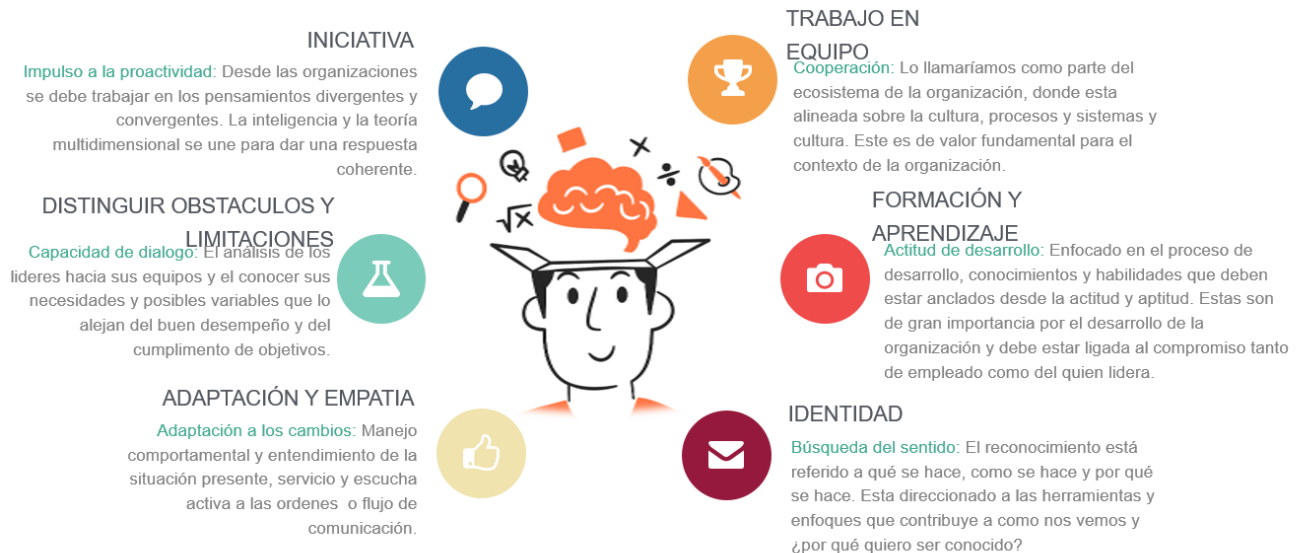 INICIATIVA
Impulso a la proactividad: Desde las organizaciones
se debe trabajar en los pensamientos divergentes y
convergentes. La inteligencia y la teoría
multidimensional se une para dar una respuesta
coherente.
DISTINGUIR OBSTACULOS Y
LIMITACIONES
Capacidad de dialogo: El análisis de los
lideres hacia sus equipos y el conocer sus
necesidades y posibles variables que lo
alejan del buen desempeño y del
cumplimento de objetivos.
ADAPTACIÓN Y EMPATIA
Adaptación a los cambios: Manejo
comportamental y entendimiento de la
situación presente, servicio y escucha
activa a las ordenes o flujo de
comunicación.
TRABAJO EN
EQUIPO
Cooperación: Lo llamaríamos como parte del
ecosistema de la organización, donde esta
alineada sobre la cultura, procesos y sistemas y
cultura. Este es de valor fundamental para el
contexto de la organización.
FORMACIÓN Y
APRENDIZAJE
Actitud de desarrollo: Enfocado en el proceso de
desarrollo, conocimientos y habilidades que deben
estar anclados desde la actitud y aptitud. Estas son
de gran importancia por el desarrollo de la
organización y debe estar ligada al compromiso tanto
de empleado como del quien lidera.
IDENTIDAD
Búsqueda del sentido: El reconocimiento está
referido a qué se hace, como se hace y por qué
se hace. Esta direccionado a las herramientas y
enfoques que contribuye a como nos vemos y
¿por qué quiero ser conocido?
√x